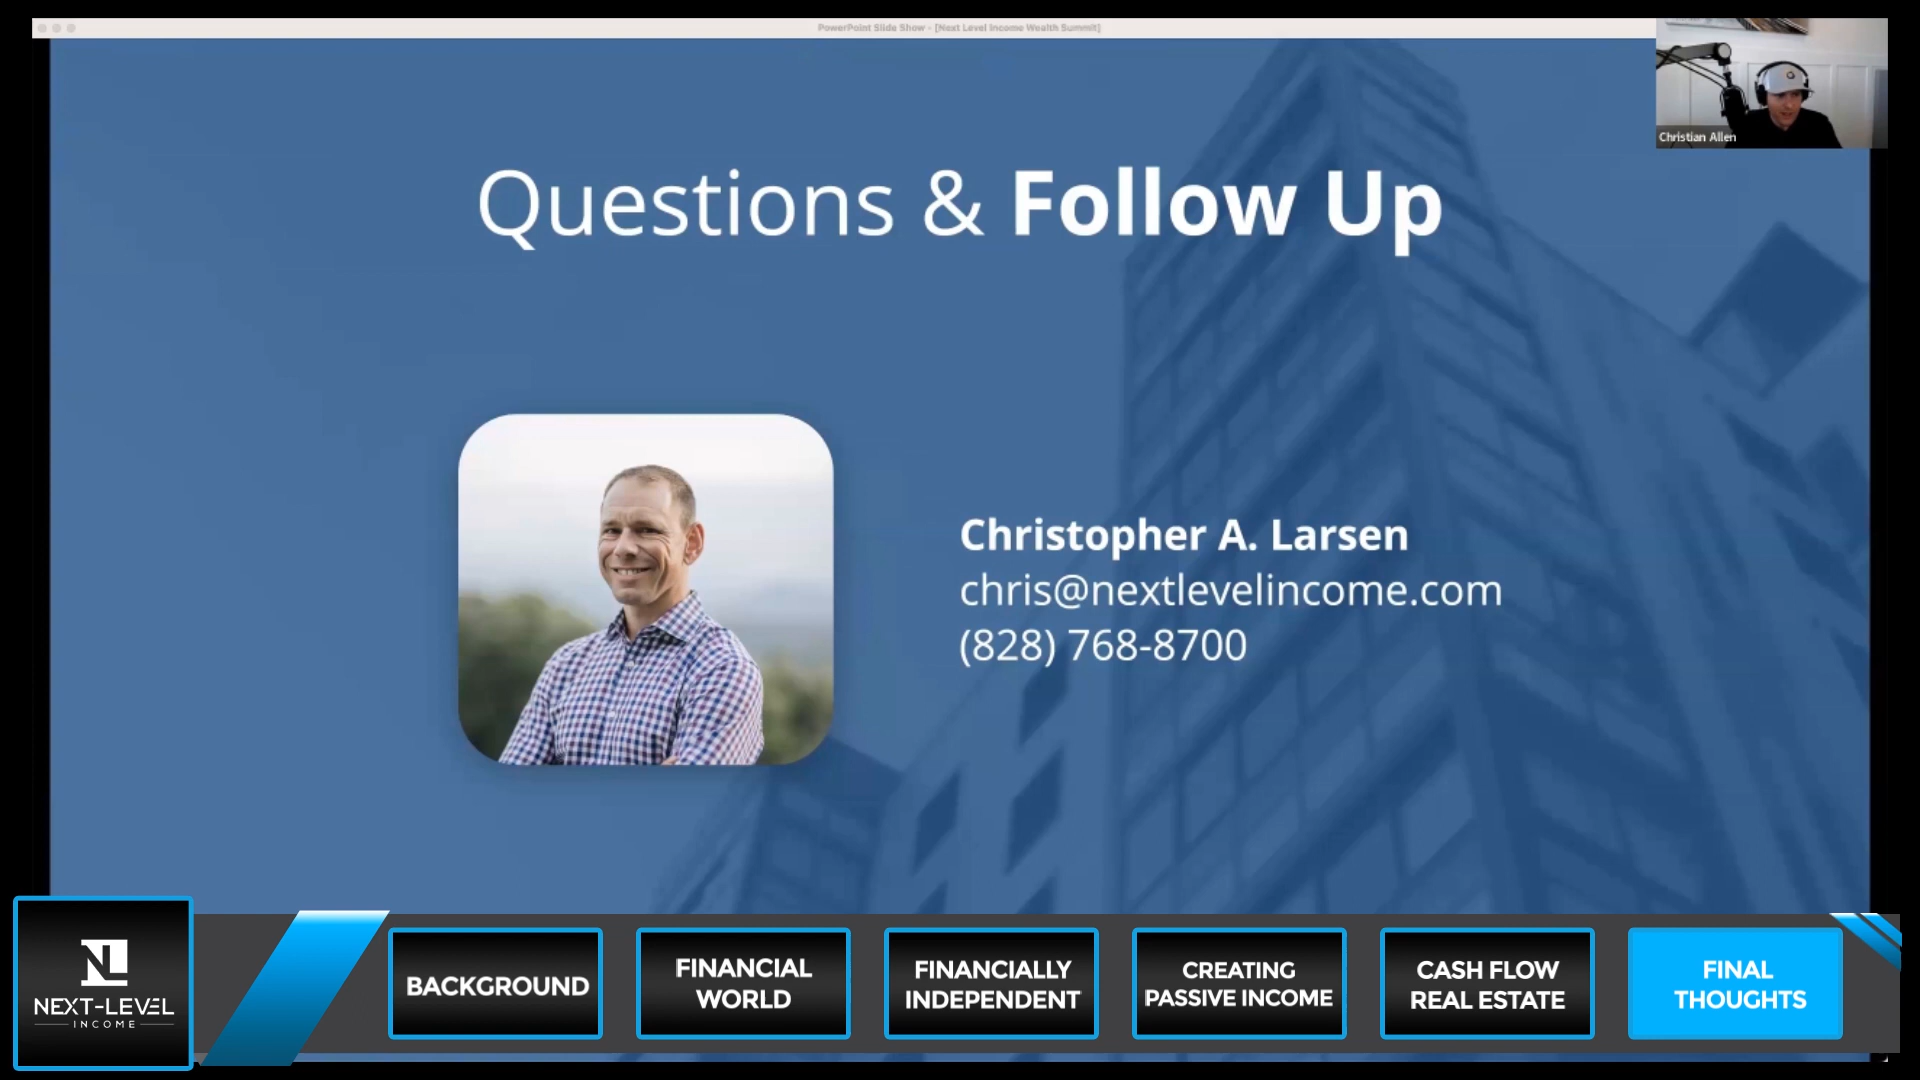 PowerPoint Slide Show - [Next Level Income Wealth Summit]
Christian Allen
Questions & Follow Up
Christopher A. Larsen
chris@nextlevelincome.com
(828) 768-8700
NL
NEXT-LEVEL
INCOME
BACKGROUND
FINANCIAL
WORLD
FINANCIALLY
INDEPENDENT
CREATING
PASSIVE INCOME
CASH FLOW
REAL ESTATE
FINAL
THOUGHTS